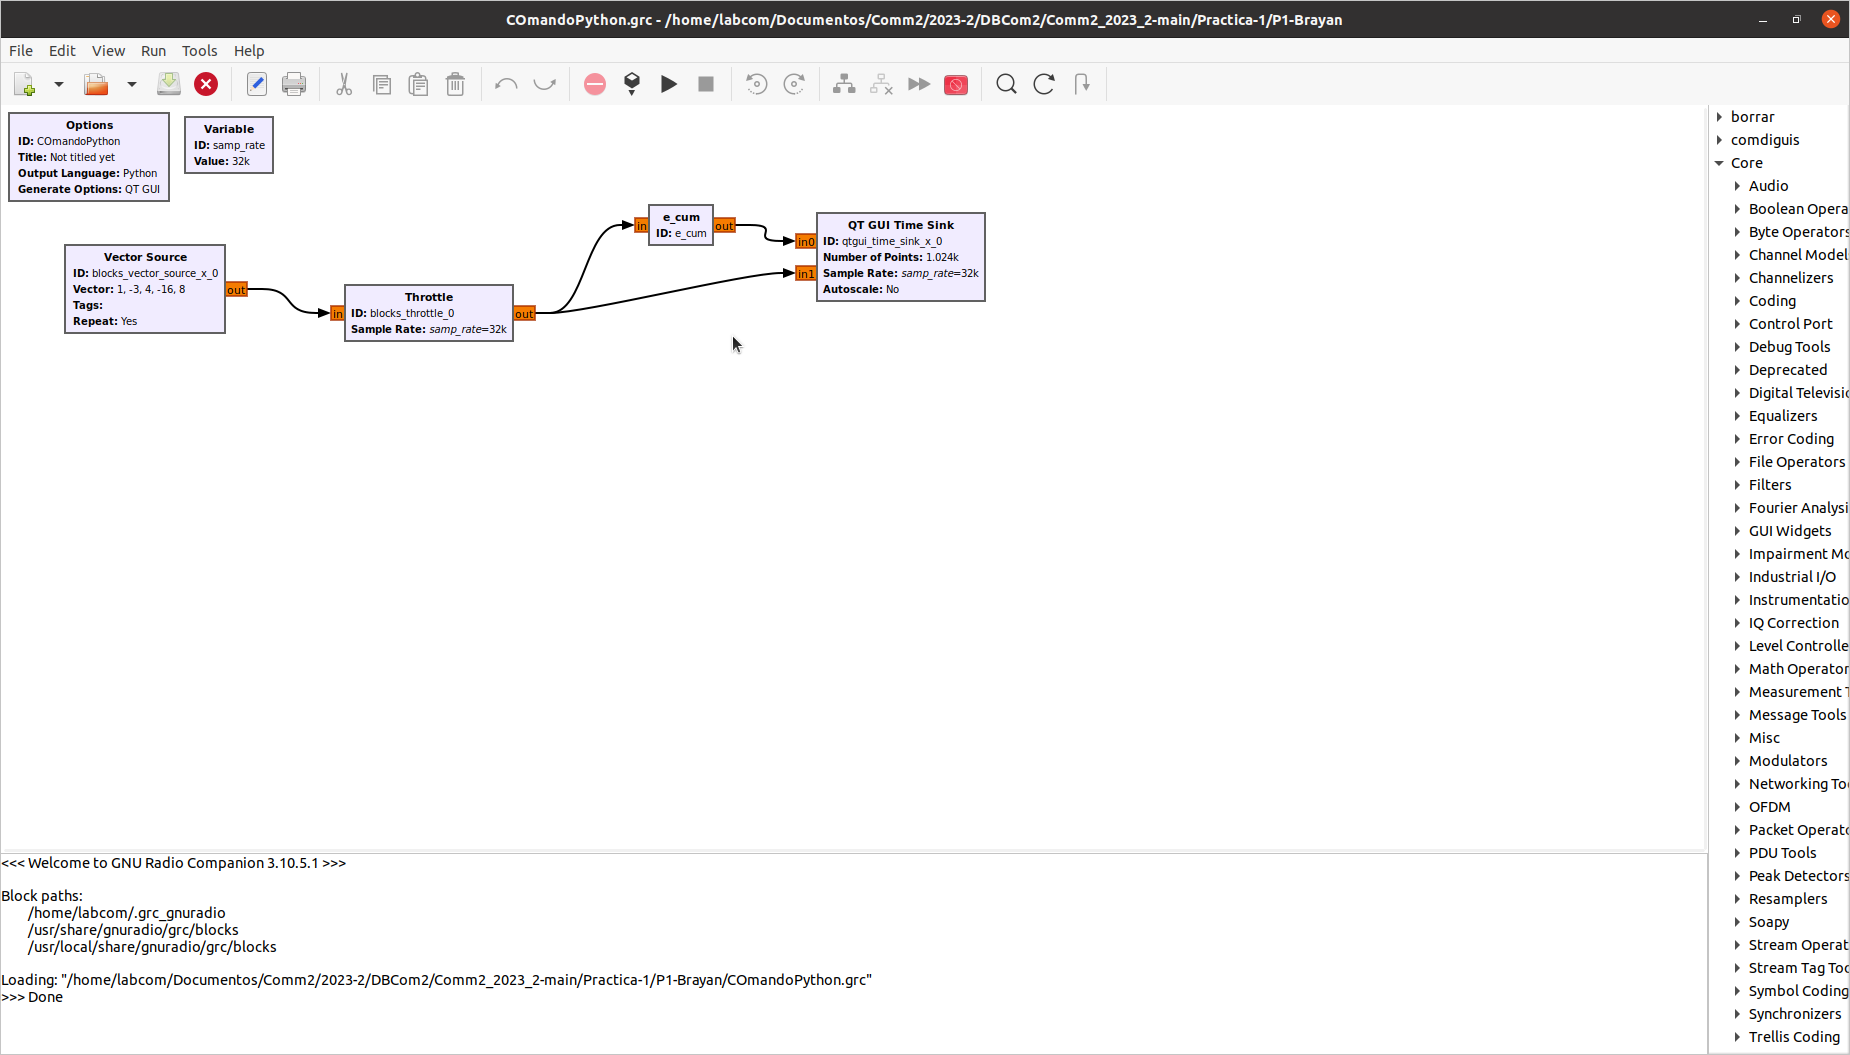 COmandoPython.grc - /home/labcom/Documentos/Comm2/2023-2/DBCom2/Comm2_2023_2-main/Practica-1/P1-Brayan
File Edit View Run Tools Help
Options
ID: COmandoPython
Title: Not titled yet
Output Language: Python
Generate Options: QT GUI
Variable
ID: samp_rate
Value: 32k
Vector Source
ID: blocks_vector_source_x_0
Vector: 1, -3, 4, -16, 8
Tags:
Repeat: Yes
out
in
Throttle
ID: blocks_throttle_0
Sample Rate: samp_rate=32k
out
in
e_cum
ID: e_cum
out
in0
in1
QT GUI Time Sink
ID: qtgui_time_sink_x_0
Number of Points: 1.024k
Sample Rate: samp_rate=32k
Autoscale: No
borrar
comdiguis
Core
Audio
Boolean Opera
Byte Operators
Channel Model
Channelizers
Coding
Control Port
Debug Tools
Deprecated
Digital Televisio
Equalizers
Error Coding
File Operators
Filters
Fourier Analysi
GUI Widgets
Impairment Mo
Industrial I/O
Instrumentatio
IQ Correction
Level Controlle
Math Operator
Measurement T
Message Tools
Misc
Modulators
Networking Too
OFDM
Packet Operato
PDU Tools
Peak Detectors
Resamplers
Soapy
Stream Operat
Stream Tag Too
Symbol Coding
Synchronizers
Trellis Coding
<<< Welcome to GNU Radio Companion 3.10.5.1 >>>
Block paths:
/home/labcom/.grc_gnuradio
/usr/share/gnuradio/grc/blocks
/usr/local/share/gnuradio/grc/blocks
Loading: "/home/labcom/Documentos/Comm2/2023-2/DBCom2/Comm2_2023_2-main/Practica-1/P1-Brayan/COmandoPython.grc"
>>> Done